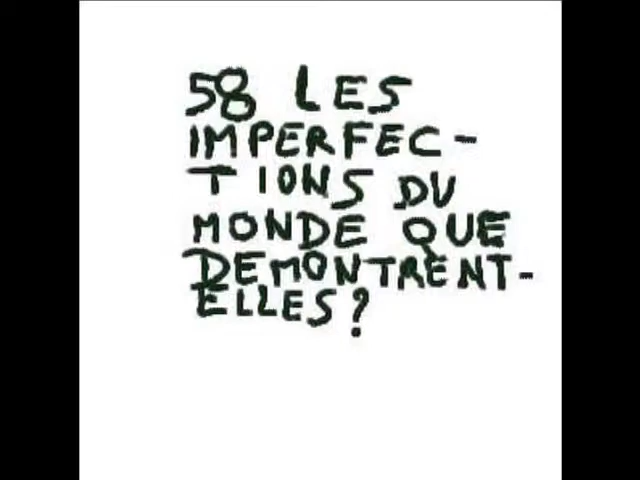 58 LES
IMPERFEC-
TIONS DU
MONDE QUE
DEMONTRENT-
ELLES?